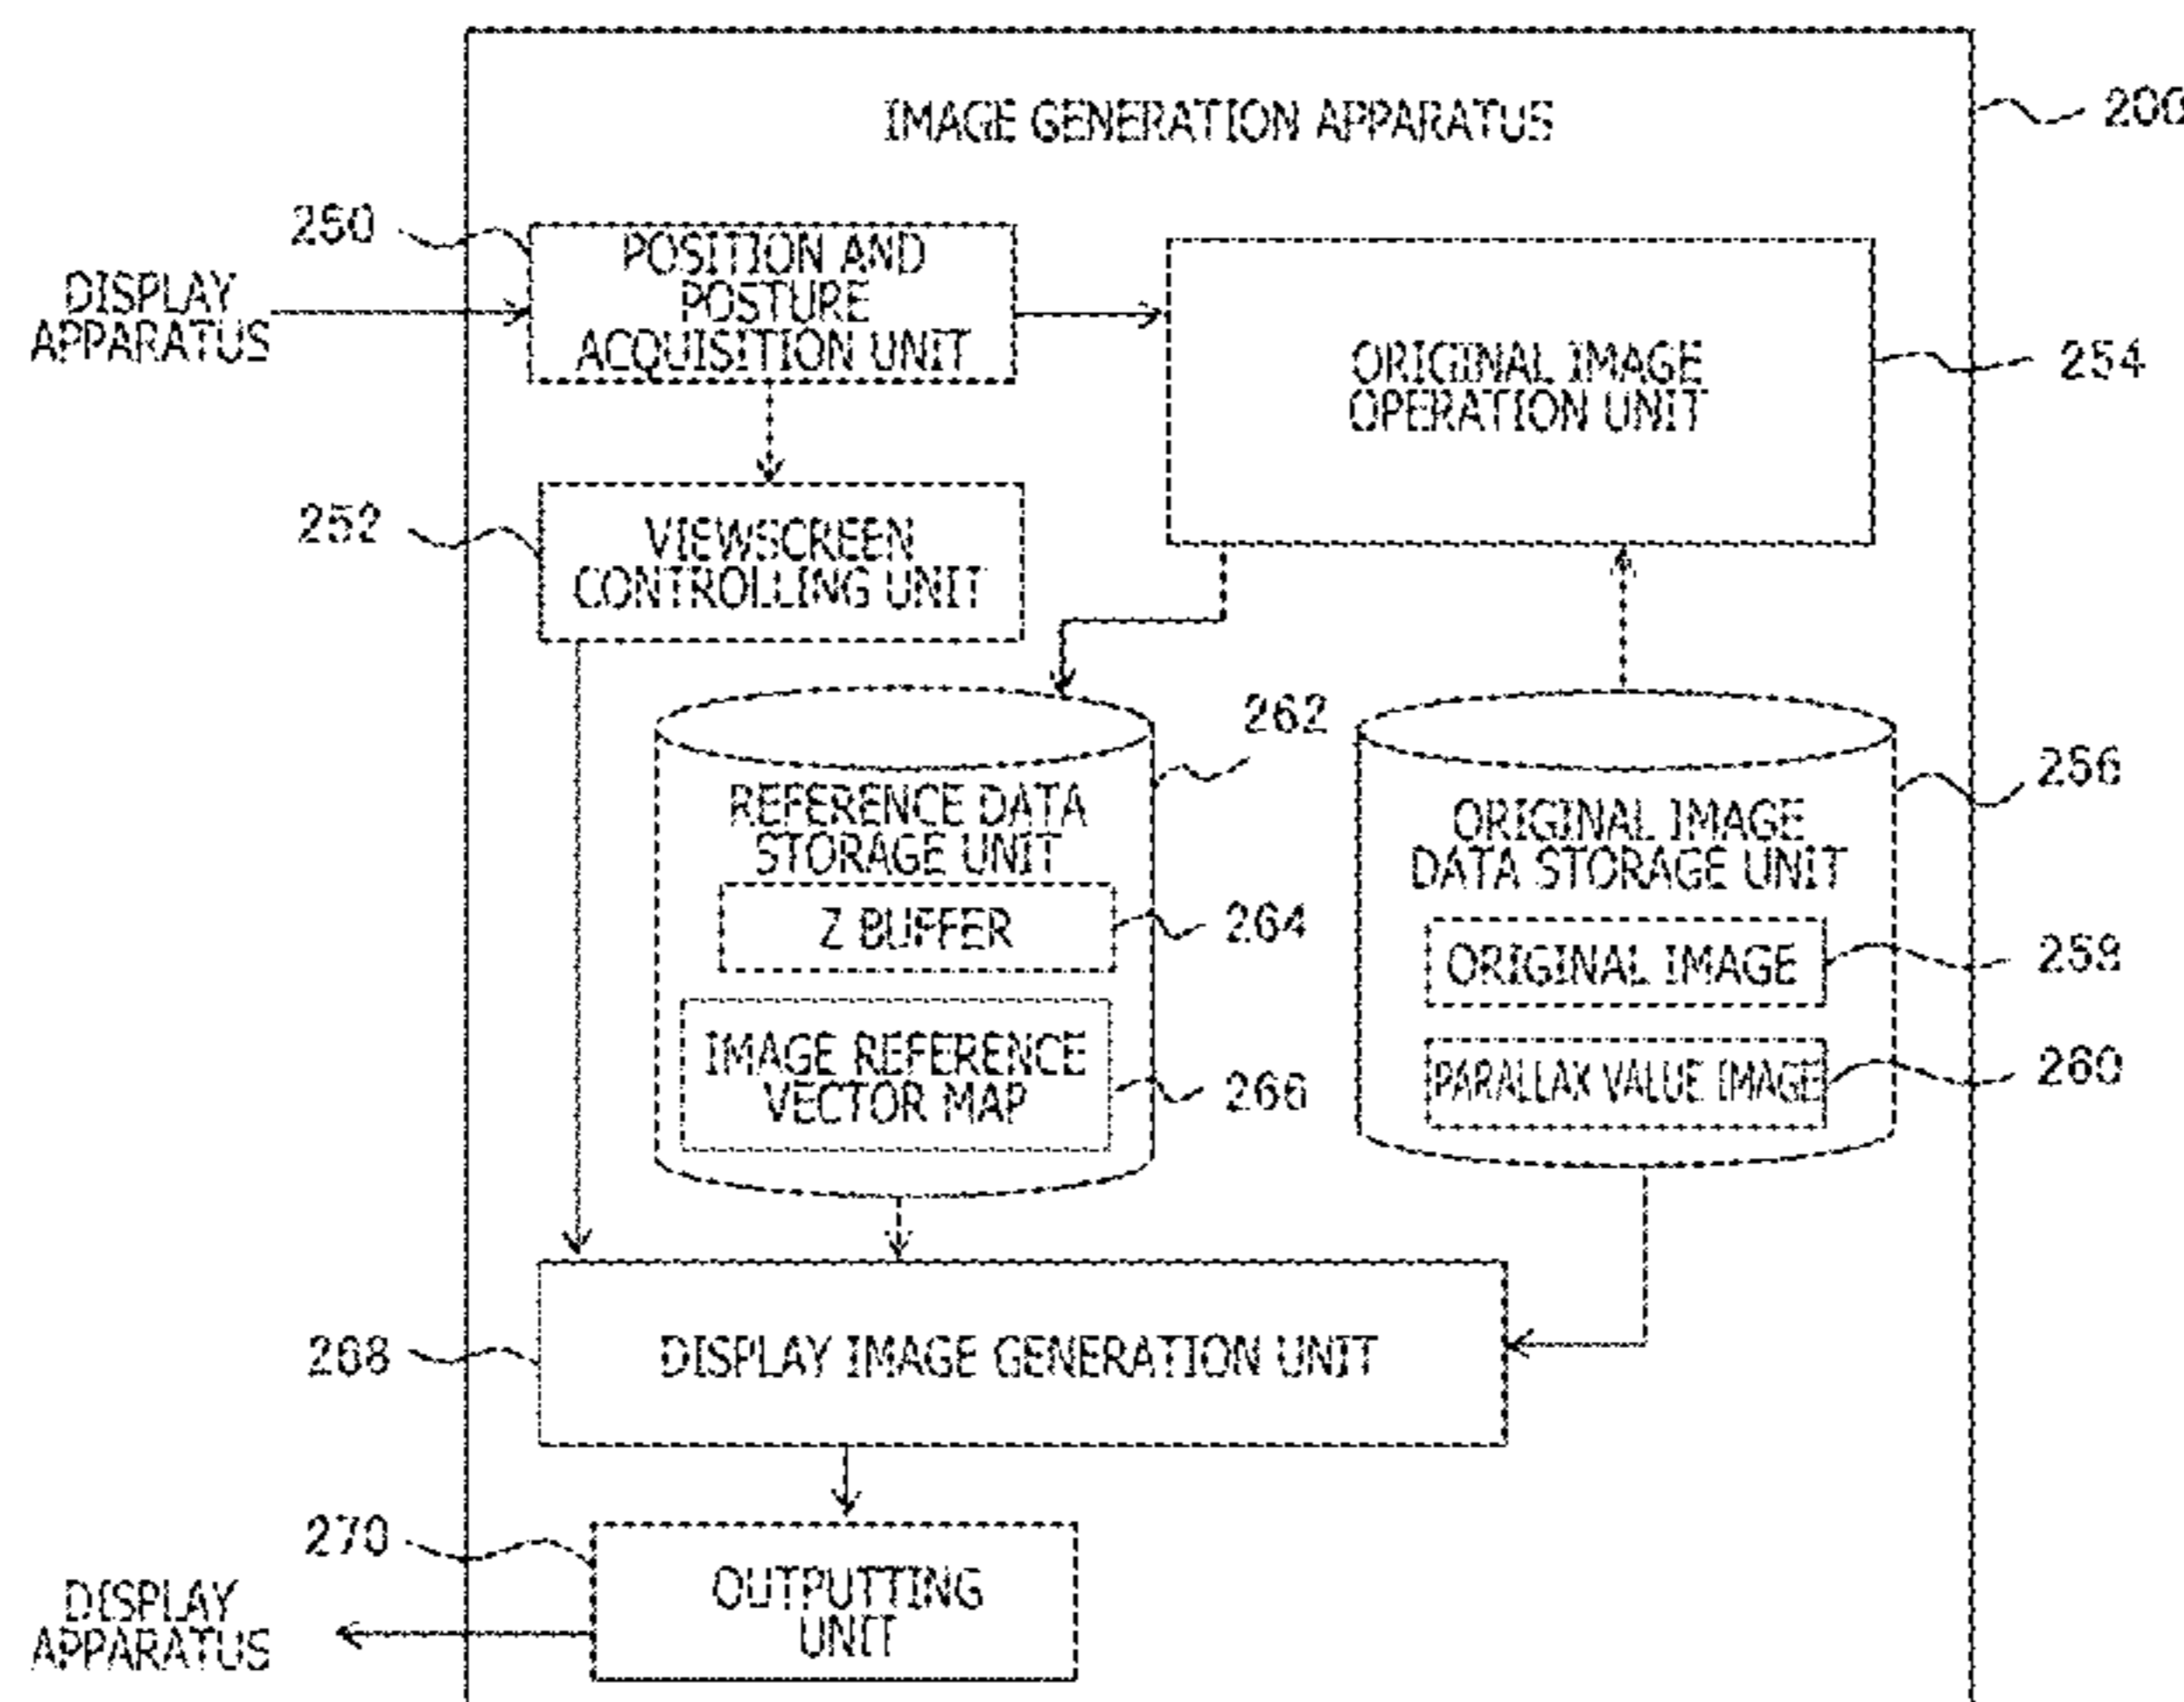 IMAGE GENERATION APPARATUS
200
250
POSITION AND
POSTURE
ACQUISITION UNIT
DISPLAY
APPARATUS
ORIGINAL IMAGE
OPERATION UNIT
254
252
VIEWSCREEN
CONTROLLING UNIT
262
REFERENCE DATA
STORAGE UNIT
256
ORIGINAL IMAGE
DATA STORAGE UNIT
Z BUFFER
264
ORIGINAL IMAGE
258
IMAGE REFERENCE
VECTOR MAP
266
PARALLAX VALUE IMAGE
260
268
DISPLAY IMAGE GENERATION UNIT
270
OUTPUTTING
UNIT
DISPLAY
APPARATUS